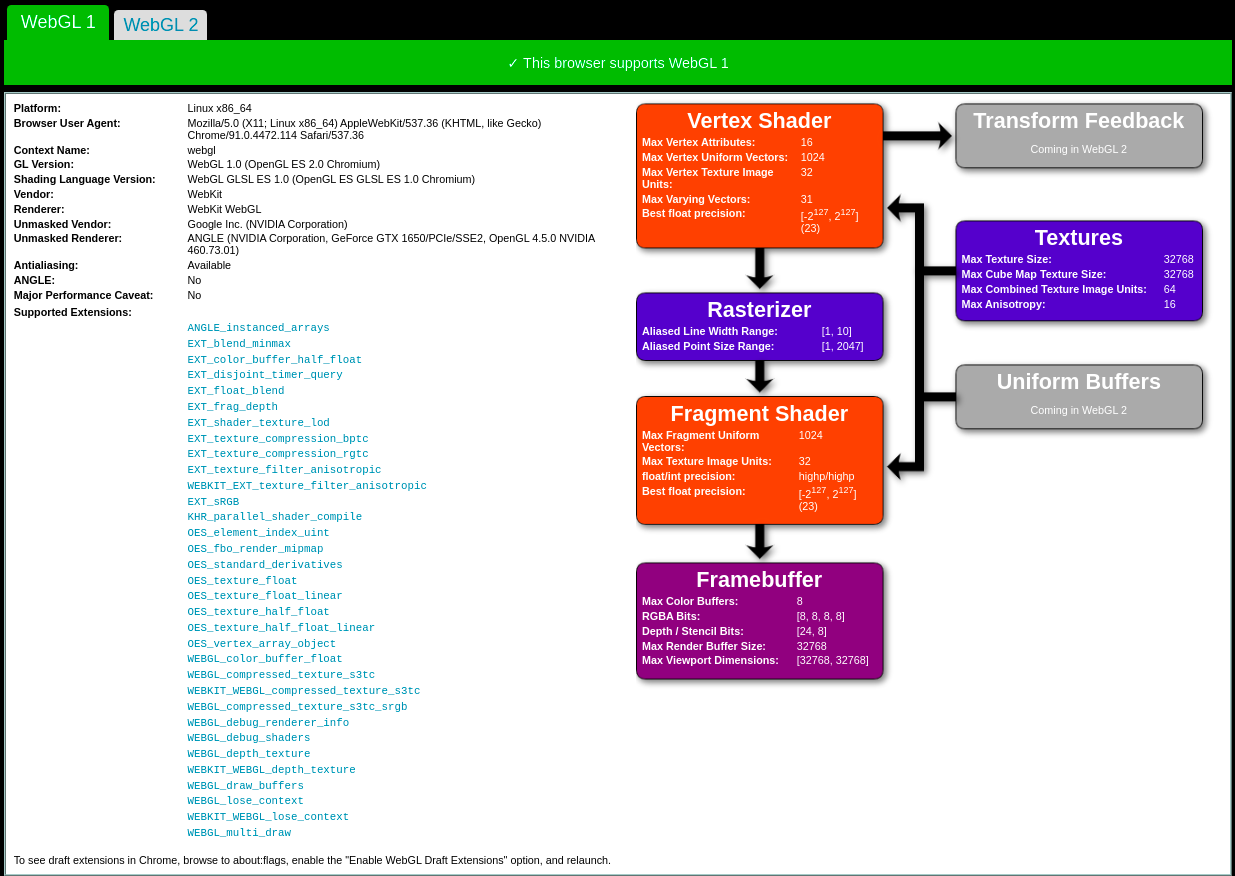 WebGL 1
WebGL 2
✓ This browser supports WebGL 1
Platform: Linux x86_64
Browser User Agent: Mozilla/5.0 (X11; Linux x86_64) AppleWebKit/537.36 (KHTML, like Gecko)
Chrome/91.0.4472.114 Safari/537.36
Context Name: webgl
GL Version: WebGL 1.0 (OpenGL ES 2.0 Chromium)
Shading Language Version: WebGL GLSL ES 1.0 (OpenGL ES GLSL ES 1.0 Chromium)
Vendor: WebKit
Renderer: WebKit WebGL
Unmasked Vendor: Google Inc. (NVIDIA Corporation)
Unmasked Renderer: ANGLE (NVIDIA Corporation, GeForce GTX 1650/PCIe/SSE2, OpenGL 4.5.0 NVIDIA
460.73.01)
Antialiasing: Available
ANGLE: No
Major Performance Caveat: No
Supported Extensions:
ANGLE_instanced_arrays
EXT_blend_minmax
EXT_color_buffer_half_float
EXT_disjoint_timer_query
EXT_float_blend
EXT_frag_depth
EXT_shader_texture_lod
EXT_texture_compression_bptc
EXT_texture_compression_rgtc
EXT_texture_filter_anisotropic
WEBKIT_EXT_texture_filter_anisotropic
EXT_sRGB
KHR_parallel_shader_compile
OES_element_index_uint
OES_fbo_render_mipmap
OES_standard_derivatives
OES_texture_float
OES_texture_float_linear
OES_texture_half_float
OES_texture_half_float_linear
OES_vertex_array_object
WEBGL_color_buffer_float
WEBGL_compressed_texture_s3tc
WEBKIT_WEBGL_compressed_texture_s3tc
WEBGL_compressed_texture_s3tc_srgb
WEBGL_debug_renderer_info
WEBGL_debug_shaders
WEBGL_depth_texture
WEBKIT_WEBGL_depth_texture
WEBGL_draw_buffers
WEBGL_lose_context
WEBKIT_WEBGL_lose_context
WEBGL_multi_draw
To see draft extensions in Chrome, browse to about:flags, enable the "Enable WebGL Draft Extensions" option, and relaunch.
Vertex Shader
Max Vertex Attributes: 16
Max Vertex Uniform Vectors: 1024
Max Vertex Texture Image 32
Units:
Max Varying Vectors: 31
Best float precision: [-2^127, 2^127]
(23)
Rasterizer
Aliased Line Width Range: [1, 10]
Aliased Point Size Range: [1, 2047]
Fragment Shader
Max Fragment Uniform 1024
Vectors:
Max Texture Image Units: 32
float/int precision: highp/highp
Best float precision: [-2^127, 2^127]
(23)
Framebuffer
Max Color Buffers: 8
RGBA Bits: [8, 8, 8, 8]
Depth / Stencil Bits: [24, 8]
Max Render Buffer Size: 32768
Max Viewport Dimensions: [32768, 32768]
Transform Feedback
Coming in WebGL 2
Textures
Max Texture Size: 32768
Max Cube Map Texture Size: 32768
Max Combined Texture Image Units: 64
Max Anisotropy: 16
Uniform Buffers
Coming in WebGL 2